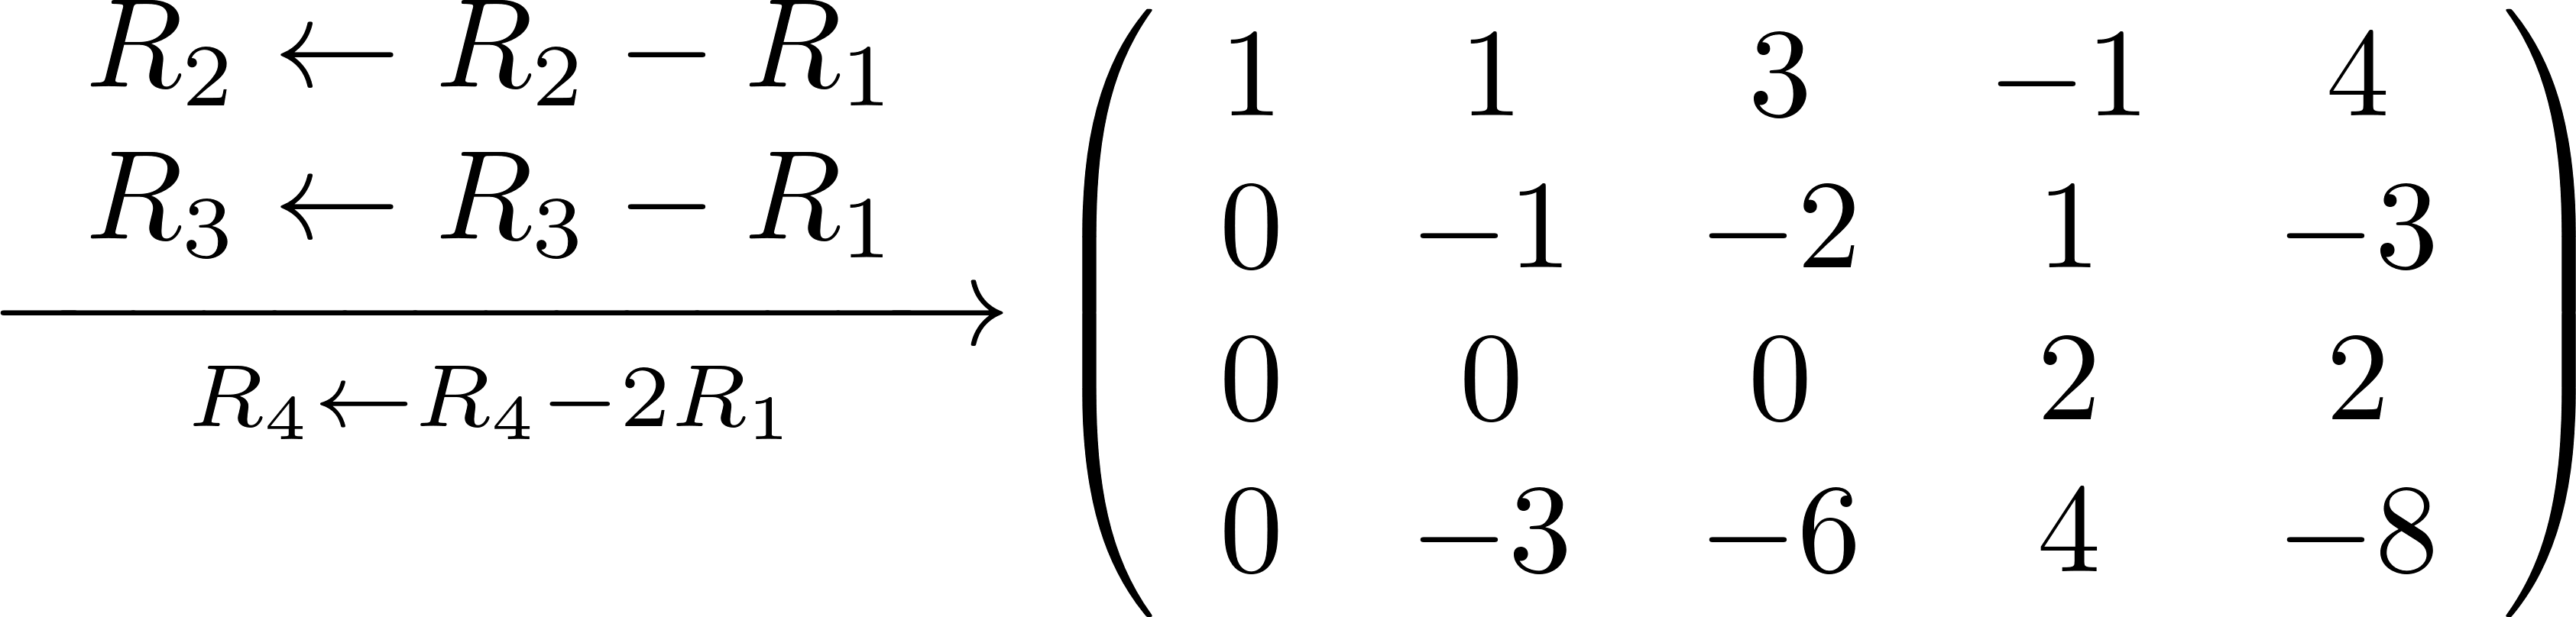 R₂ ← R₂ − R₁
R₃ ← R₃ − R₁
R₄←R₄−2R₁
1 1 3 −1 4
0 −1 −2 1 −3
0 0 0 2 2
0 −3 −6 4 −8